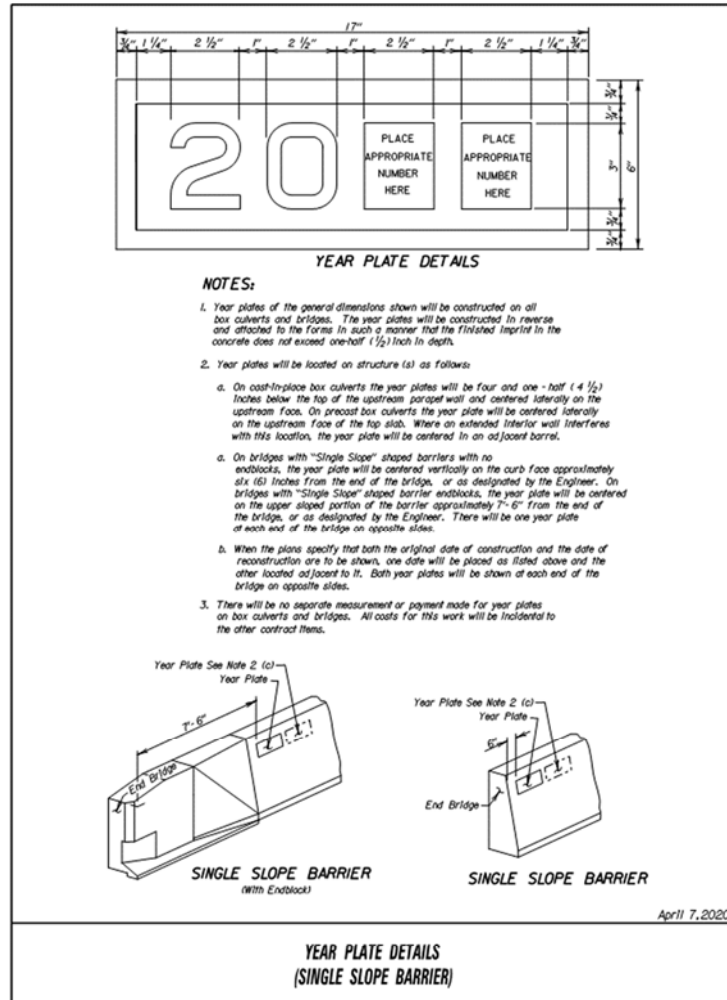 17"
3/4" 1 1/4" 2 1/2" 1" 2 1/2" 1" 2 1/2" 1" 2 1/2" 1 1/4" 3/4"
20
PLACE
APPROPRIATE
NUMBER
HERE
PLACE
APPROPRIATE
NUMBER
HERE
3/4"
3/4"
3"
6"
3/4"
3/4"
YEAR PLATE DETAILS
NOTES:
1. Year plates of the general dimensions shown will be constructed on all
box culverts and bridges. The year plates will be constructed in reverse
and attached to the forms in such a manner that the finished imprint in the
concrete does not exceed one-half (1/2) inch in depth.
2. Year plates will be located on structure (s) as follows:
a. On cast-in-place box culverts the year plates will be four and one - half ( 4 1/2)
inches below the top of the upstream parapet wall and centered laterally on the
upstream face. On precast box culverts the year plate will be centered laterally
on the upstream face of the top slab. Where an extended interior wall interferes
with this location, the year plate will be centered in an adjacent barrel.
a. On bridges with "Single Slope" shaped barriers with no
endblocks, the year plate will be centered vertically on the curb face approximately
six (6) inches from the end of the bridge, or as designated by the Engineer. On
bridges with "Single Slope" shaped barrier endblocks, the year plate will be centered
on the upper sloped portion of the barrier approximately 7'- 6" from the end of
the bridge, or as designated by the Engineer. There will be one year plate
at each end of the bridge on opposite sides.
b. When the plans specify that both the original date of construction and the date of
reconstruction are to be shown, one date will be placed as listed above and the
other located adjacent to it. Both year plates will be shown at each end of the
bridge on opposite sides.
3. There will be no separate measurement or payment made for year plates
on box culverts and bridges. All costs for this work will be incidental to
the other contract items.
Year Plate See Note 2 (c)
Year Plate
7'- 6"
End Bridge
SINGLE SLOPE BARRIER
(With Endblock)
Year Plate See Note 2 (c)
Year Plate
6"
End Bridge
SINGLE SLOPE BARRIER
April 7, 2020
YEAR PLATE DETAILS
(SINGLE SLOPE BARRIER)